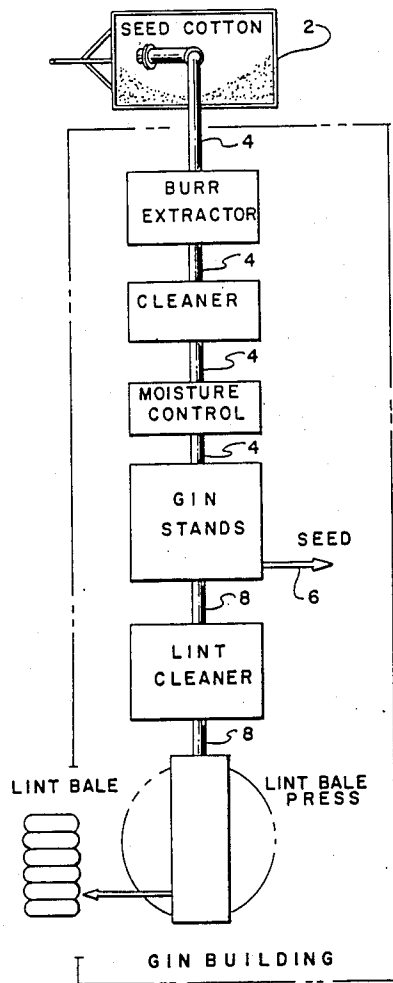 SEED COTTON
2
4
BURR
EXTRACTOR
4
CLEANER
4
MOISTURE
CONTROL
4
GIN
STANDS
SEED
6
8
LINT
CLEANER
8
LINT BALE
LINT BALE
PRESS
GIN BUILDING